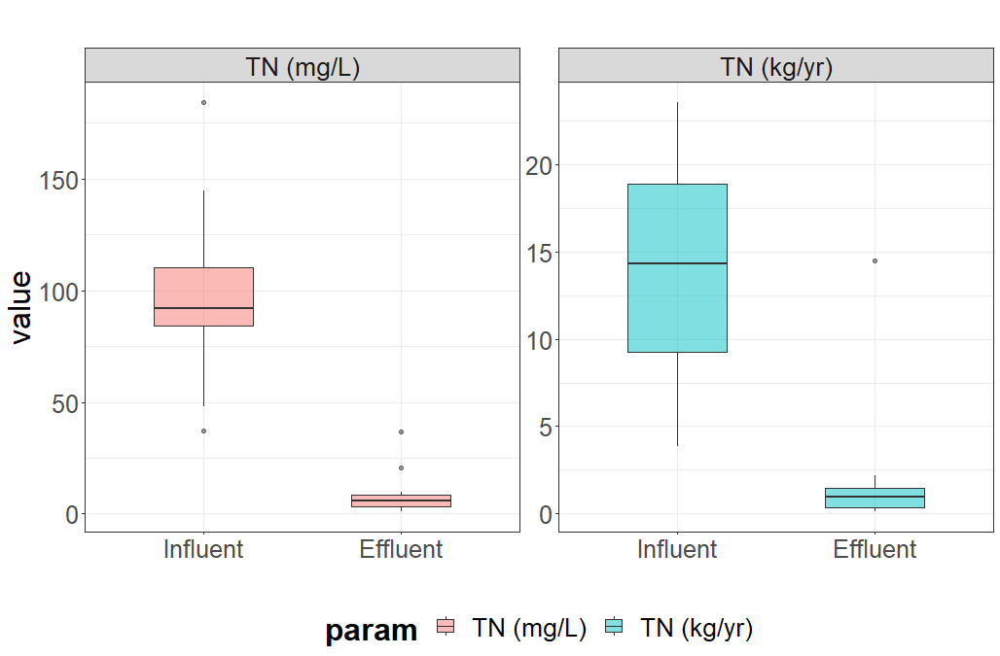 TN (mg/L)
TN (kg/yr)
value
150
100
50
0
20
15
10
5
0
Influent
Effluent
Influent
Effluent
param TN (mg/L) TN (kg/yr)